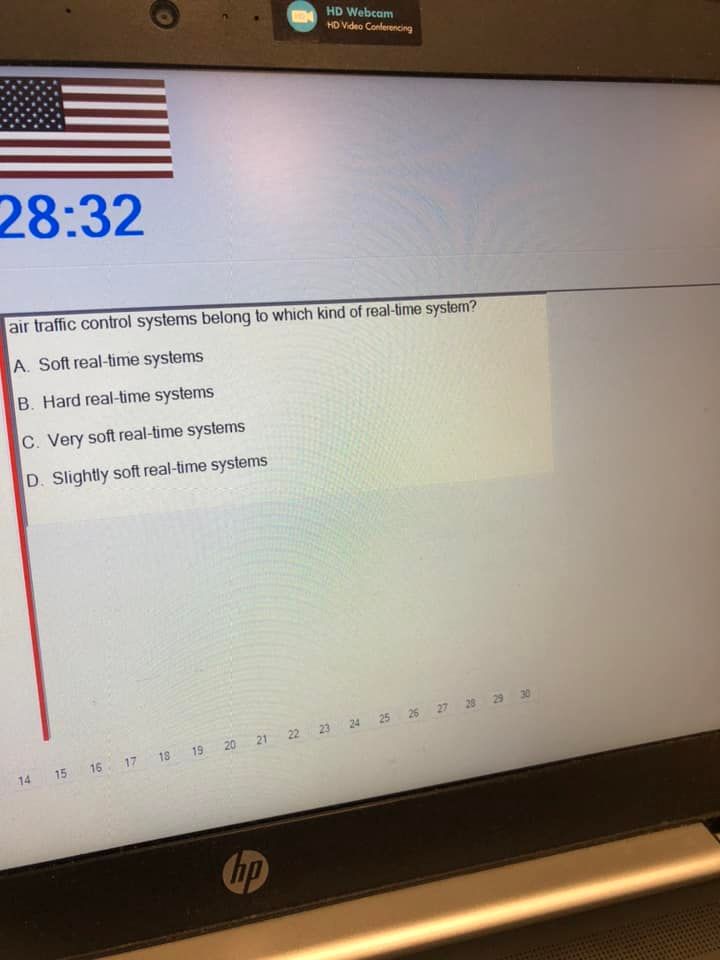 HD Webcam
HD Video Conferencing
28:32
air traffic control systems belong to which kind of real-time system?
A. Soft real-time systems
B. Hard real-time systems
C. Very soft real-time systems
D. Slightly soft real-time systems
14 15 16 17 18 19 20 21 22 23 24 25 26 27 28 29 30
hp